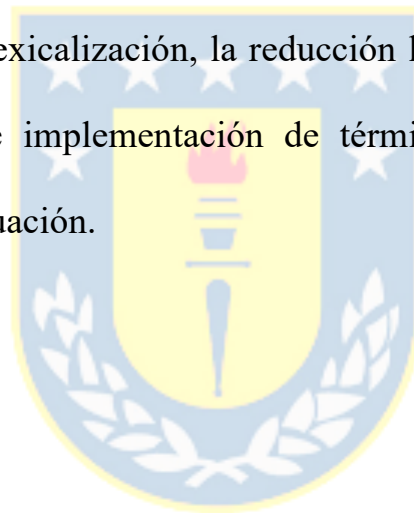 exicalización, la reducción
implementación de térmi
uación.